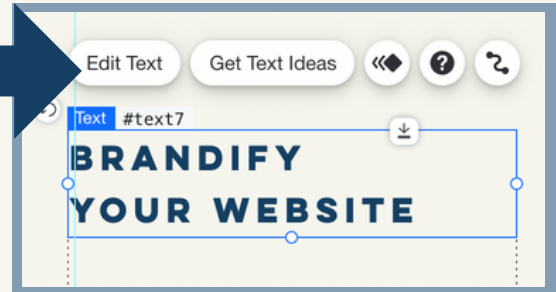 Edit Text
Get Text Ideas
?
Text #text7
BRANDIFY
YOUR WEBSITE